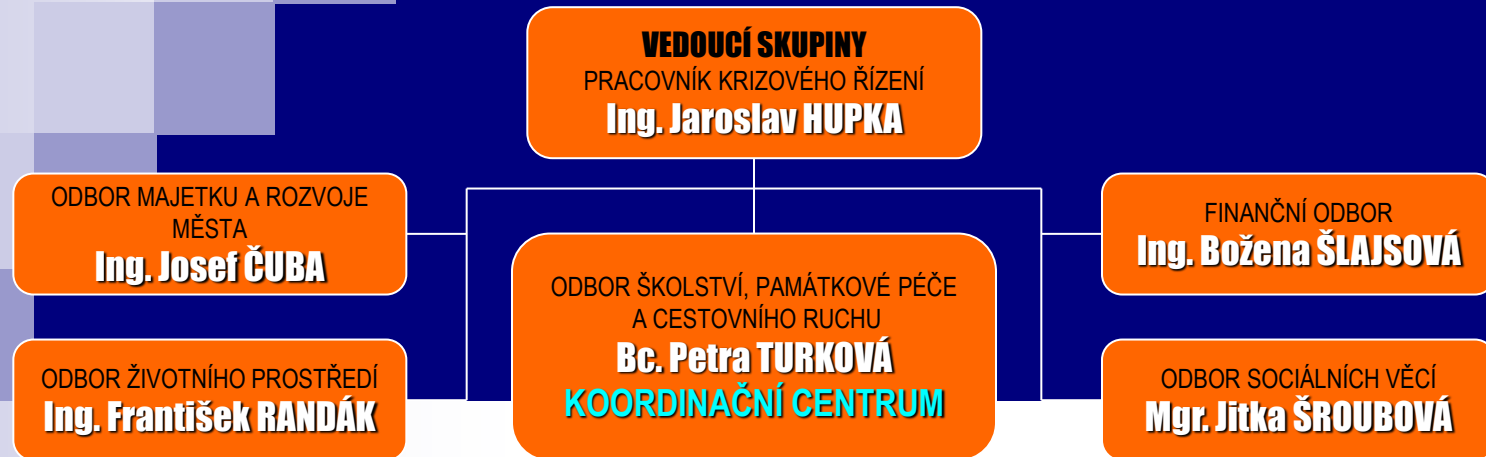 VEDOUCÍ SKUPINY
PRACOVNÍK KRIZOVÉHO ŘÍZENÍ
Ing. Jaroslav HUPKA
ODBOR MAJETKU A ROZVOJE
MĚSTA
Ing. Josef ČUBA
FINANČNÍ ODBOR
Ing. Božena ŠLAJSOVÁ
ODBOR ŠKOLSTVÍ, PAMÁTKOVÉ PÉČE
A CESTOVNÍHO RUCHU
Bc. Petra TURKOVÁ
KOORDINAČNÍ CENTRUM
ODBOR ŽIVOTNÍHO PROSTŘEDÍ
Ing. František RANDÁK
ODBOR SOCIÁLNÍCH VĚCÍ
Mgr. Jitka ŠROUBOVÁ